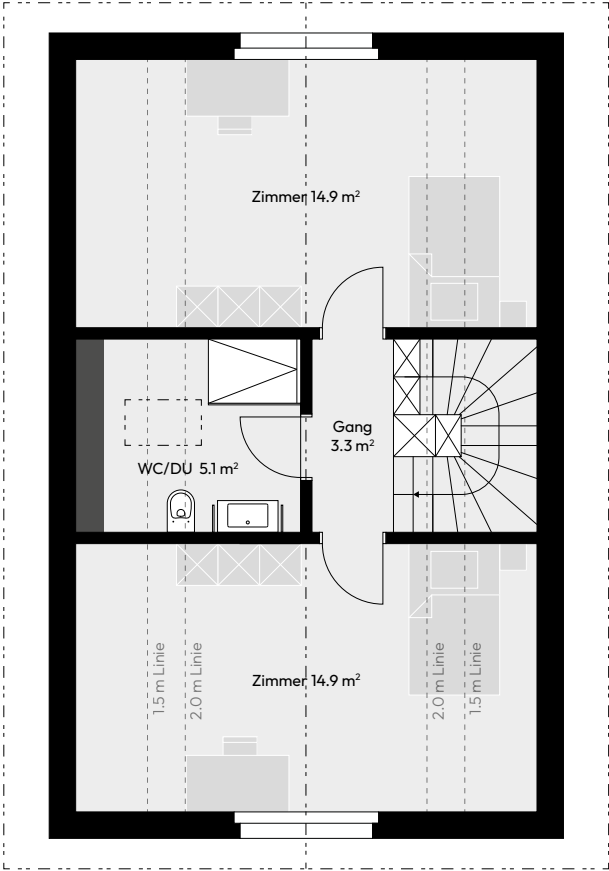 Zimmer 14.9 m²
Gang
3.3 m²
WC/DU 5.1 m²
Zimmer 14.9 m²
1.5 m Linie
2.0 m Linie
2.0 m Linie
1.5 m Linie